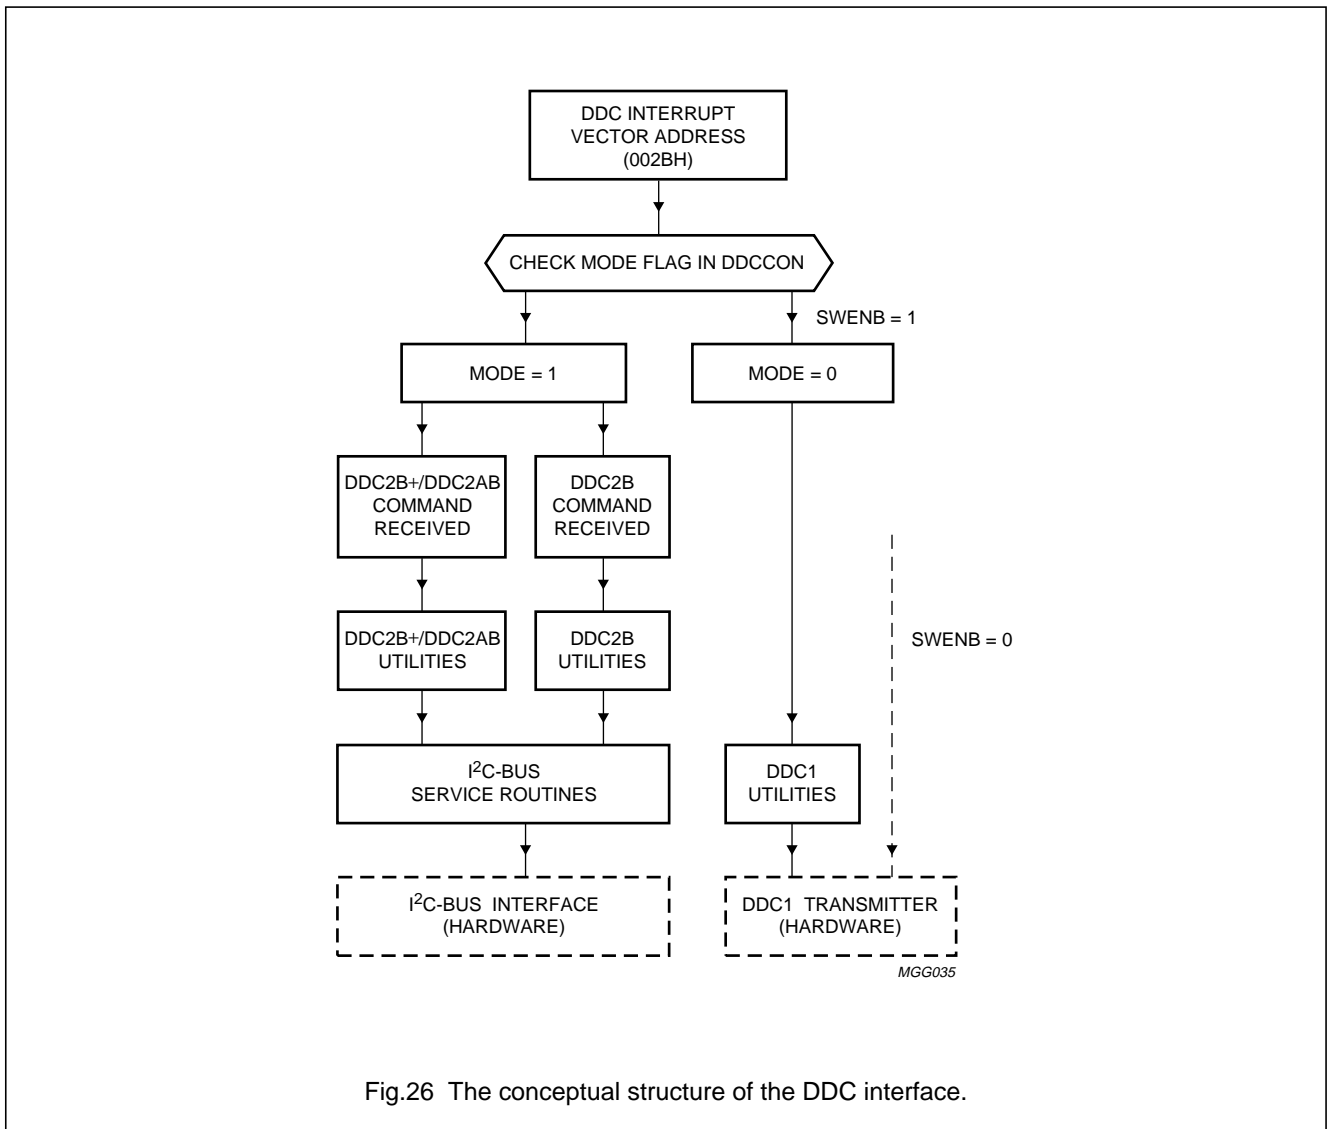 DDC INTERRUPT
VECTOR ADDRESS
(002BH)
CHECK MODE FLAG IN DDCCON
SWENB = 1
MODE = 1
MODE = 0
DDC2B+/DDC2AB
COMMAND
RECEIVED
DDC2B
COMMAND
RECEIVED
DDC2B+/DDC2AB
UTILITIES
DDC2B
UTILITIES
SWENB = 0
I²C-BUS
SERVICE ROUTINES
DDC1
UTILITIES
I²C-BUS INTERFACE
(HARDWARE)
DDC1 TRANSMITTER
(HARDWARE)
MGG035
Fig.26 The conceptual structure of the DDC interface.